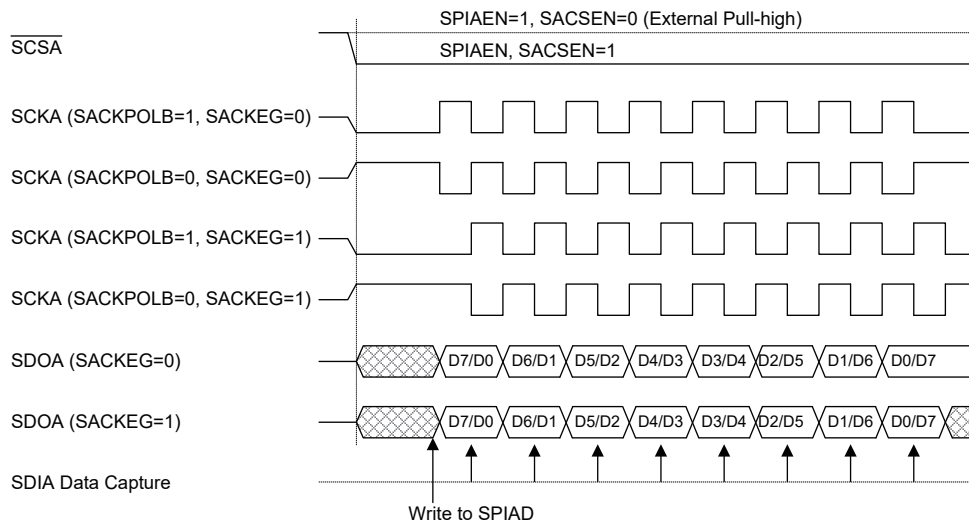 SPIAEN=1, SACSEN=0 (External Pull-high)
SCSA
SPIAEN, SACSEN=1
SCKA (SACKPOLB=1, SACKEG=0)
SCKA (SACKPOLB=0, SACKEG=0)
SCKA (SACKPOLB=1, SACKEG=1)
SCKA (SACKPOLB=0, SACKEG=1)
SDOA (SACKEG=0) D7/D0 D6/D1 D5/D2 D4/D3 D3/D4 D2/D5 D1/D6 D0/D7
SDOA (SACKEG=1) D7/D0 D6/D1 D5/D2 D4/D3 D3/D4 D2/D5 D1/D6 D0/D7
SDIA Data Capture
Write to SPIAD